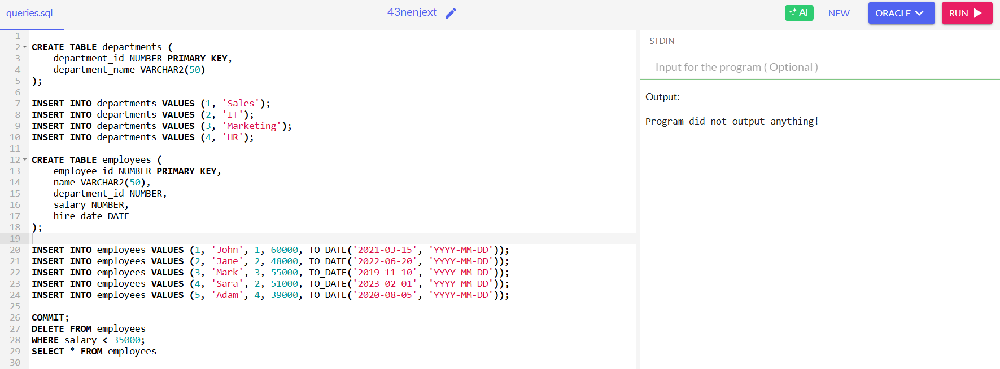 queries.sql
43nenjext
AI
NEW
ORACLE
RUN
1
2 CREATE TABLE departments (
3     department_id NUMBER PRIMARY KEY,
4     department_name VARCHAR2(50)
5 );
6
7 INSERT INTO departments VALUES (1, 'Sales');
8 INSERT INTO departments VALUES (2, 'IT');
9 INSERT INTO departments VALUES (3, 'Marketing');
10 INSERT INTO departments VALUES (4, 'HR');
11
12 CREATE TABLE employees (
13     employee_id NUMBER PRIMARY KEY,
14     name VARCHAR2(50),
15     department_id NUMBER,
16     salary NUMBER,
17     hire_date DATE
18 );
19
20 INSERT INTO employees VALUES (1, 'John', 1, 60000, TO_DATE('2021-03-15', 'YYYY-MM-DD'));
21 INSERT INTO employees VALUES (2, 'Jane', 2, 48000, TO_DATE('2022-06-20', 'YYYY-MM-DD'));
22 INSERT INTO employees VALUES (3, 'Mark', 3, 55000, TO_DATE('2019-11-10', 'YYYY-MM-DD'));
23 INSERT INTO employees VALUES (4, 'Sara', 2, 51000, TO_DATE('2023-02-01', 'YYYY-MM-DD'));
24 INSERT INTO employees VALUES (5, 'Adam', 4, 39000, TO_DATE('2020-08-05', 'YYYY-MM-DD'));
25
26 COMMIT;
27 DELETE FROM employees
28 WHERE salary < 35000;
29 SELECT * FROM employees
30
STDIN
Input for the program ( Optional )
Output:
Program did not output anything!